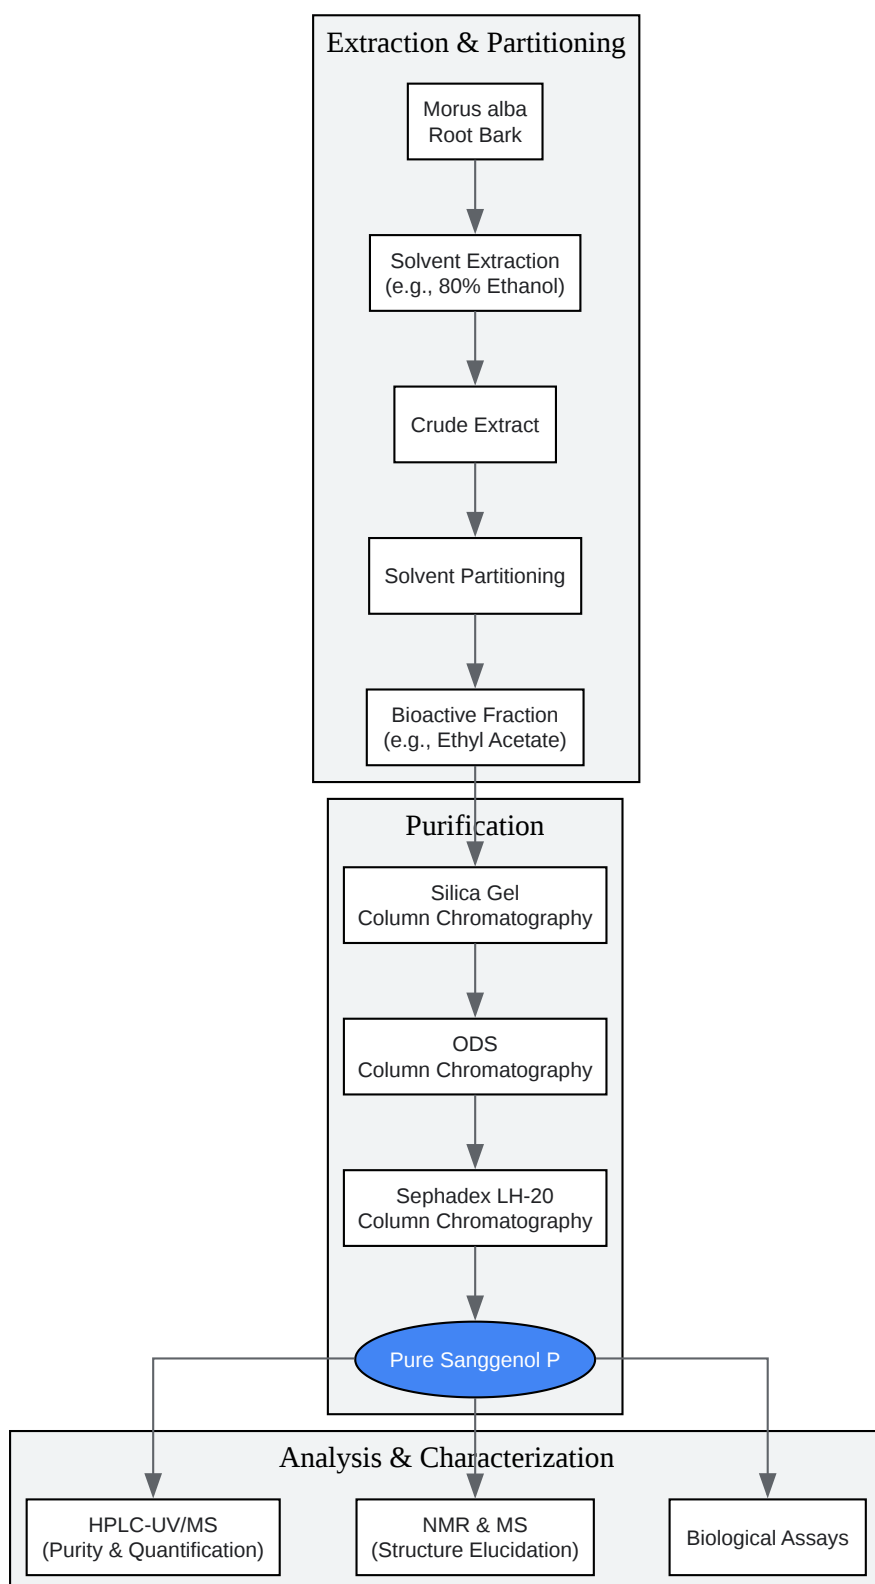 Extraction & Partitioning
Morus alba
Root Bark
Solvent Extraction
(e.g., 80% Ethanol)
Crude Extract
Solvent Partitioning
Bioactive Fraction
(e.g., Ethyl Acetate)
Purification
Silica Gel
Column Chromatography
ODS
Column Chromatography
Sephadex LH-20
Column Chromatography
Pure Sanggenol P
Analysis & Characterization
HPLC-UV/MS
(Purity & Quantification)
NMR & MS
(Structure Elucidation)
Biological Assays